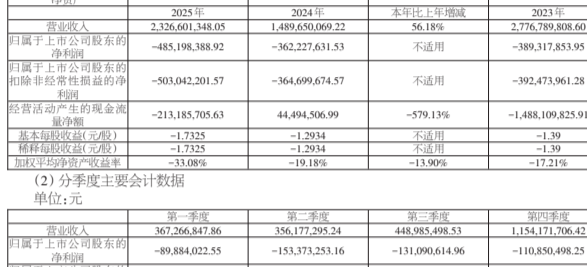 2025年 2024年 本年比上年增减 2023年
营业收入 2,326,601,348.05 1,489,650,069.22 56.18% 2,776,789,808.60
归属于上市公司股东的
净利润 -485,198,388.92 -362,227,631.53 不适用 -389,317,853.95
归属于上市公司股东的
扣除非经常性损益的净
利润 -503,042,201.57 -364,699,674.57 不适用 -392,473,961.28
经营活动产生的现金流
量净额 -213,185,705.63 44,494,506.99 -579.13% -1,488,109,825.91
基本每股收益(元/股) -1.7325 -1.2934 不适用 -1.39
稀释每股收益(元/股) -1.7325 -1.2934 不适用 -1.39
加权平均净资产收益率 -33.08% -19.18% -13.90% -17.21%
(2)分季度主要会计数据
单位:元
第一季度 第二季度 第三季度 第四季度
营业收入 367,266,847.86 356,177,295.24 448,985,498.53 1,154,171,706.42
归属于上市公司股东的
净利润 -89,884,022.55 -153,373,253.16 -131,090,614.96 -110,850,498.25